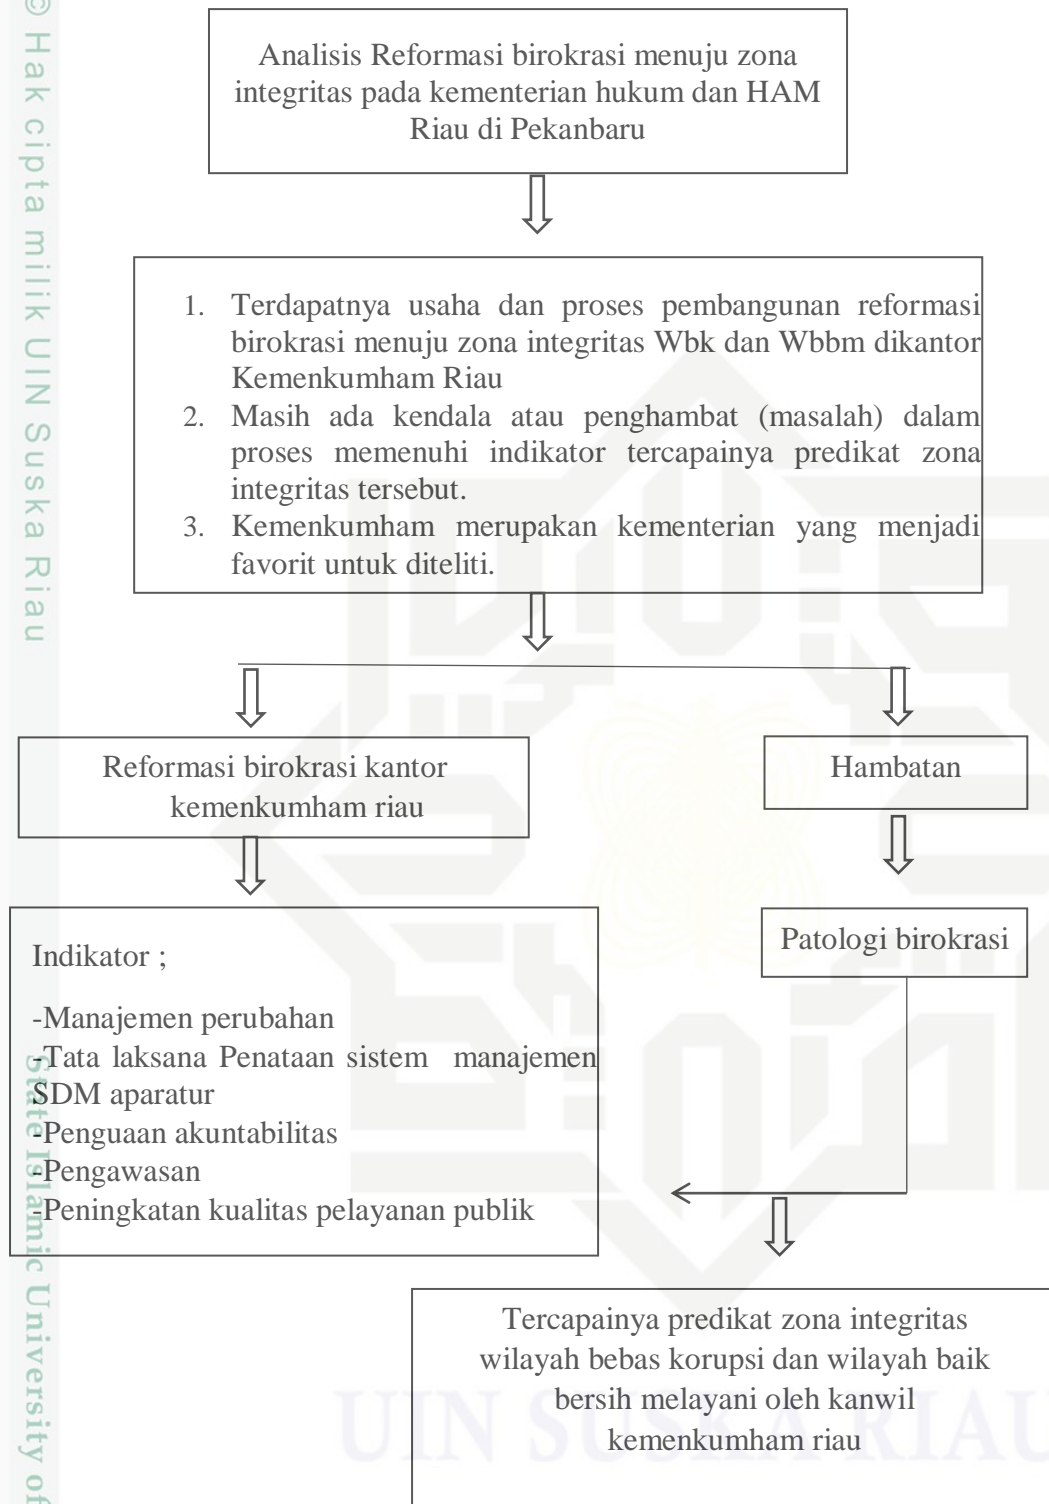 © Hak cipta milik UIN Suska Riau
State Islamic University of
Analisis Reformasi birokrasi menuju zona
integritas pada kementerian hukum dan HAM
Riau di Pekanbaru
1. Terdapatnya usaha dan proses pembangunan reformasi
birokrasi menuju zona integritas Wbk dan Wbbm dikantor
Kemenkumham Riau
2. Masih ada kendala atau penghambat (masalah) dalam
proses memenuhi indikator tercapainya predikat zona
integritas tersebut.
3. Kemenkumham merupakan kementerian yang menjadi
favorit untuk diteliti.
Reformasi birokrasi kantor
kemenkumham riau
Hambatan
Indikator ;
-Manajemen perubahan
-Tata laksana Penataan sistem manajemen
SDM aparatur
-Penguaan akuntabilitas
-Pengawasan
-Peningkatan kualitas pelayanan publik
Patologi birokrasi
Tercapainya predikat zona integritas
wilayah bebas korupsi dan wilayah baik
bersih melayani oleh kanwil
kemenkumham riau
UIN SUSKA RIAU